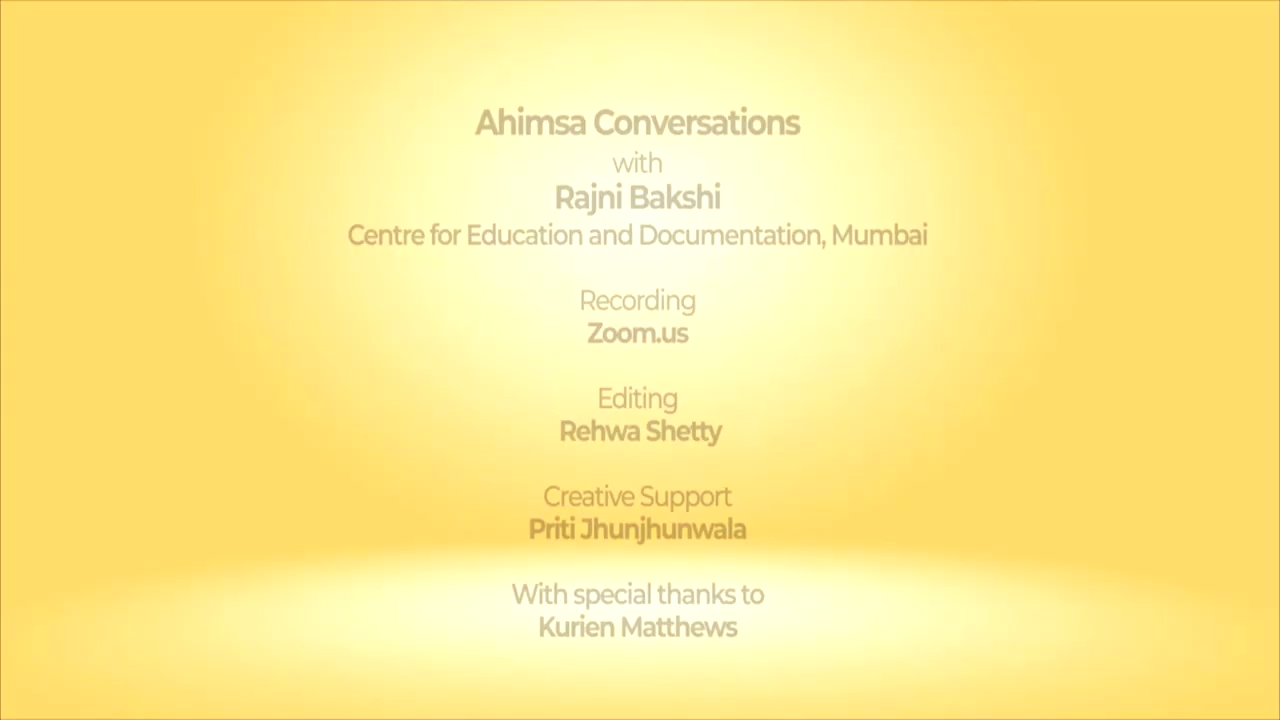 Ahimsa Conversations
with
Rajni Bakshi
Centre for Education and Documentation, Mumbai
Recording
Zoom.us
Editing
Rehwa Shetty
Creative Support
Priti Jhunjhunwala
With special thanks to
Kurien Matthews